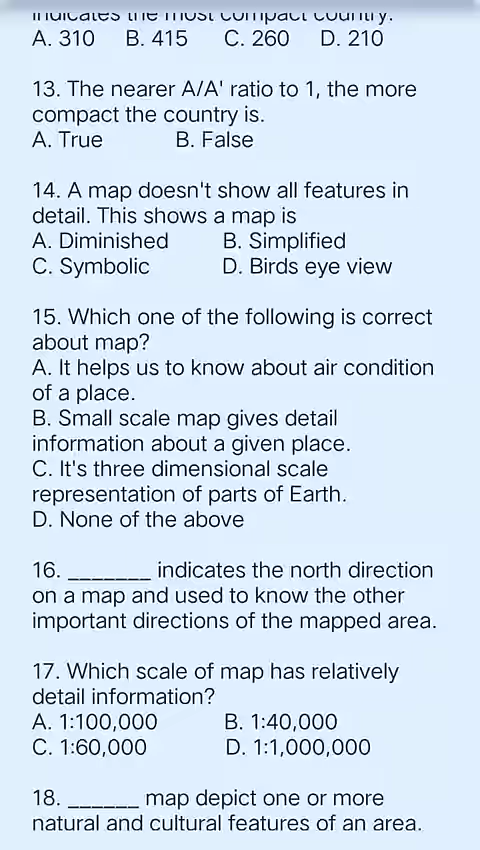 indicates the most compact country.
A. 310 B. 415 C. 260 D. 210
13. The nearer A/A' ratio to 1, the more
compact the country is.
A. True B. False
14. A map doesn't show all features in
detail. This shows a map is
A. Diminished B. Simplified
C. Symbolic D. Birds eye view
15. Which one of the following is correct
about map?
A. It helps us to know about air condition
of a place.
B. Small scale map gives detail
information about a given place.
C. It's three dimensional scale
representation of parts of Earth.
D. None of the above
16. _______ indicates the north direction
on a map and used to know the other
important directions of the mapped area.
17. Which scale of map has relatively
detail information?
A. 1:100,000 B. 1:40,000
C. 1:60,000 D. 1:1,000,000
18. ______ map depict one or more
natural and cultural features of an area.